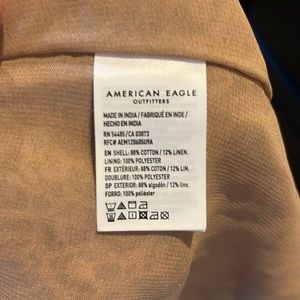 AMERICAN EAGLE
OUTFITTERS
MADE IN INDIA / FABRIQUÉ EN INDE /
HECHO EN INDIA
RN 54485/CA 03873
RFC# AEM120605U9A
EN SHELL: 88% COTTON / 12% LINEN.
LINING: 100% POLYESTER
FR EXTÉRIEUR: 88% COTON / 12% LIN.
DOUBLURE: 100% POLYESTER
SP EXTERIOR: 88% algodón / 12% lino.
FORRO: 100% poliéster